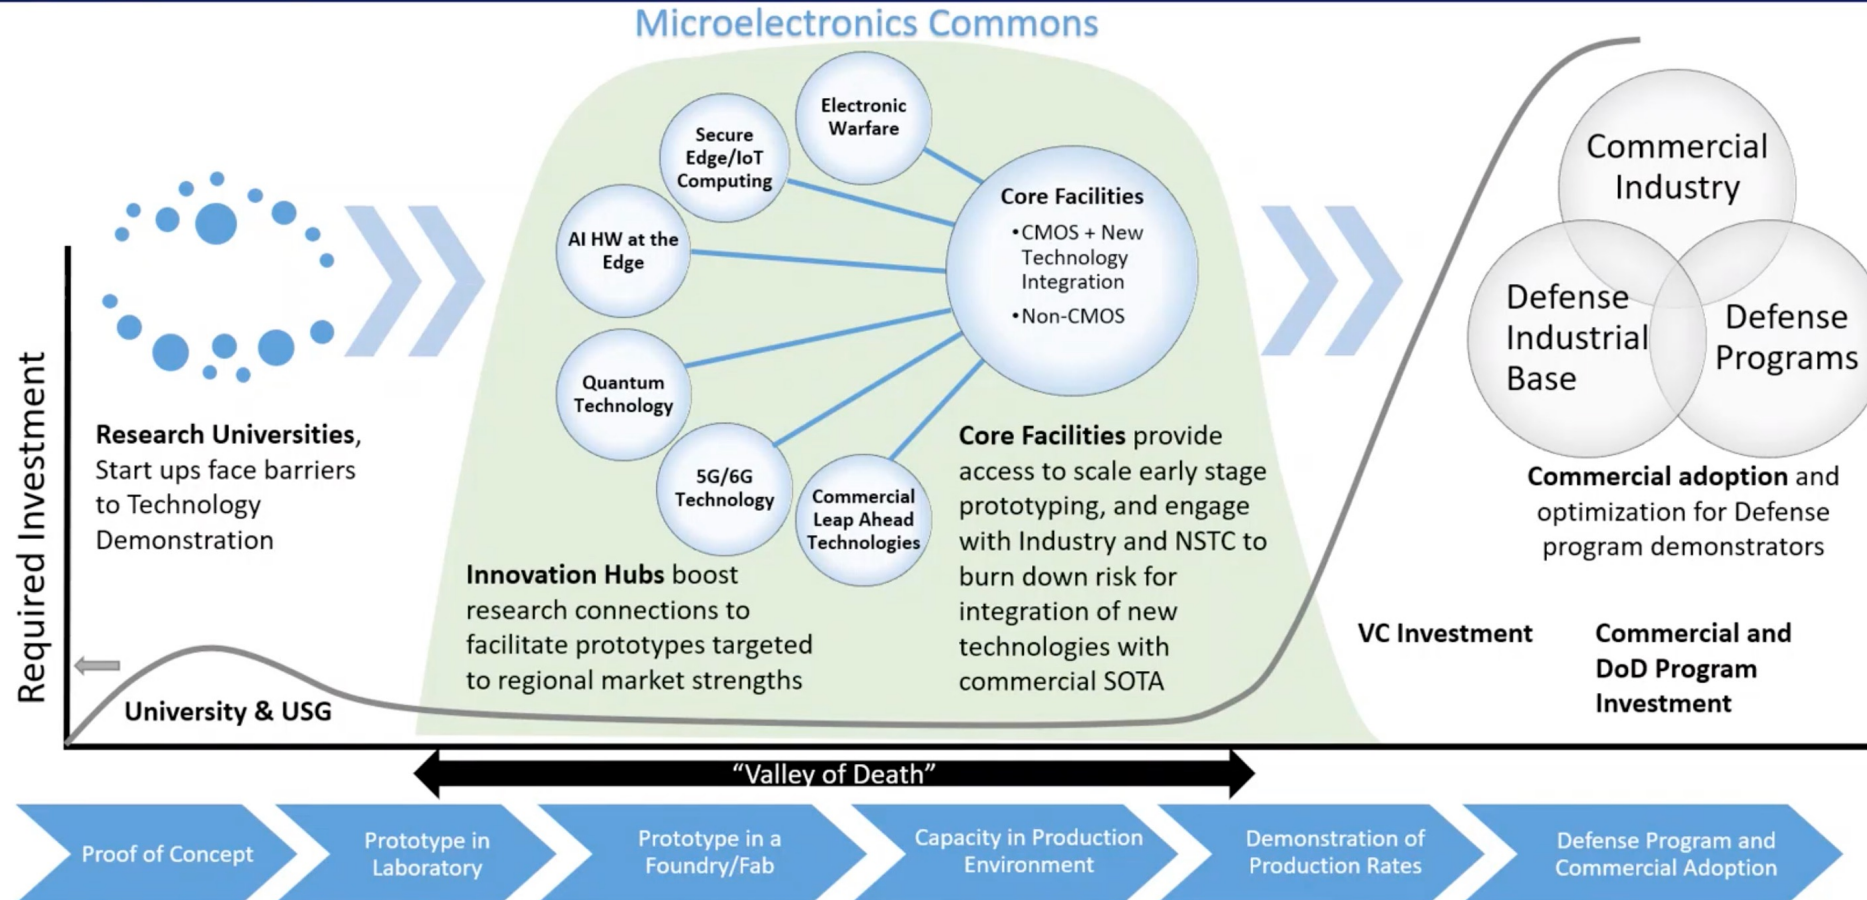 Microelectronics Commons
Required Investment
Research Universities,
Start ups face barriers
to Technology
Demonstration
University & USG
Electronic
Warfare
Secure
Edge/IoT
Computing
AI HW at the
Edge
Quantum
Technology
5G/6G
Technology
Commercial
Leap Ahead
Technologies
Core Facilities
•CMOS + New
Technology
Integration
•Non-CMOS
Innovation Hubs boost
research connections to
facilitate prototypes targeted
to regional market strengths
Core Facilities provide
access to scale early stage
prototyping, and engage
with Industry and NSTC to
burn down risk for
integration of new
technologies with
commercial SOTA
Commercial
Industry
Defense
Industrial
Base
Defense
Programs
Commercial adoption and
optimization for Defense
program demonstrators
VC Investment
Commercial and
DoD Program
Investment
“Valley of Death”
Proof of Concept
Prototype in
Laboratory
Prototype in a
Foundry/Fab
Capacity in Production
Environment
Demonstration of
Production Rates
Defense Program and
Commercial Adoption